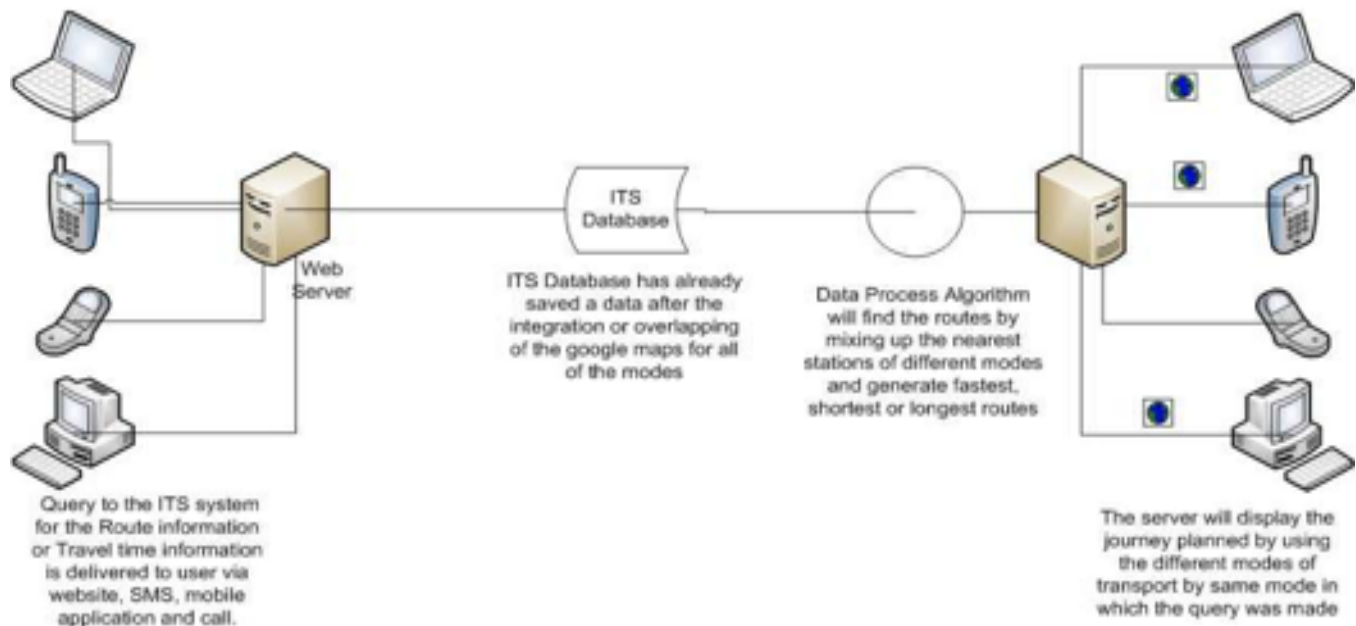 Web
Server
ITS
Database
ITS Database has already
saved a data after the
integration or overlapping
of the google maps for all
of the modes
Data Process Algorithm
will find the routes by
mixing up the nearest
stations of different modes
and generate fastest,
shortest or longest routes
Query to the ITS system
for the Route information
or Travel time information
is delivered to user via
website, SMS, mobile
application and call.
The server will display the
journey planned by using
the different modes of
transport by same mode in
which the query was made